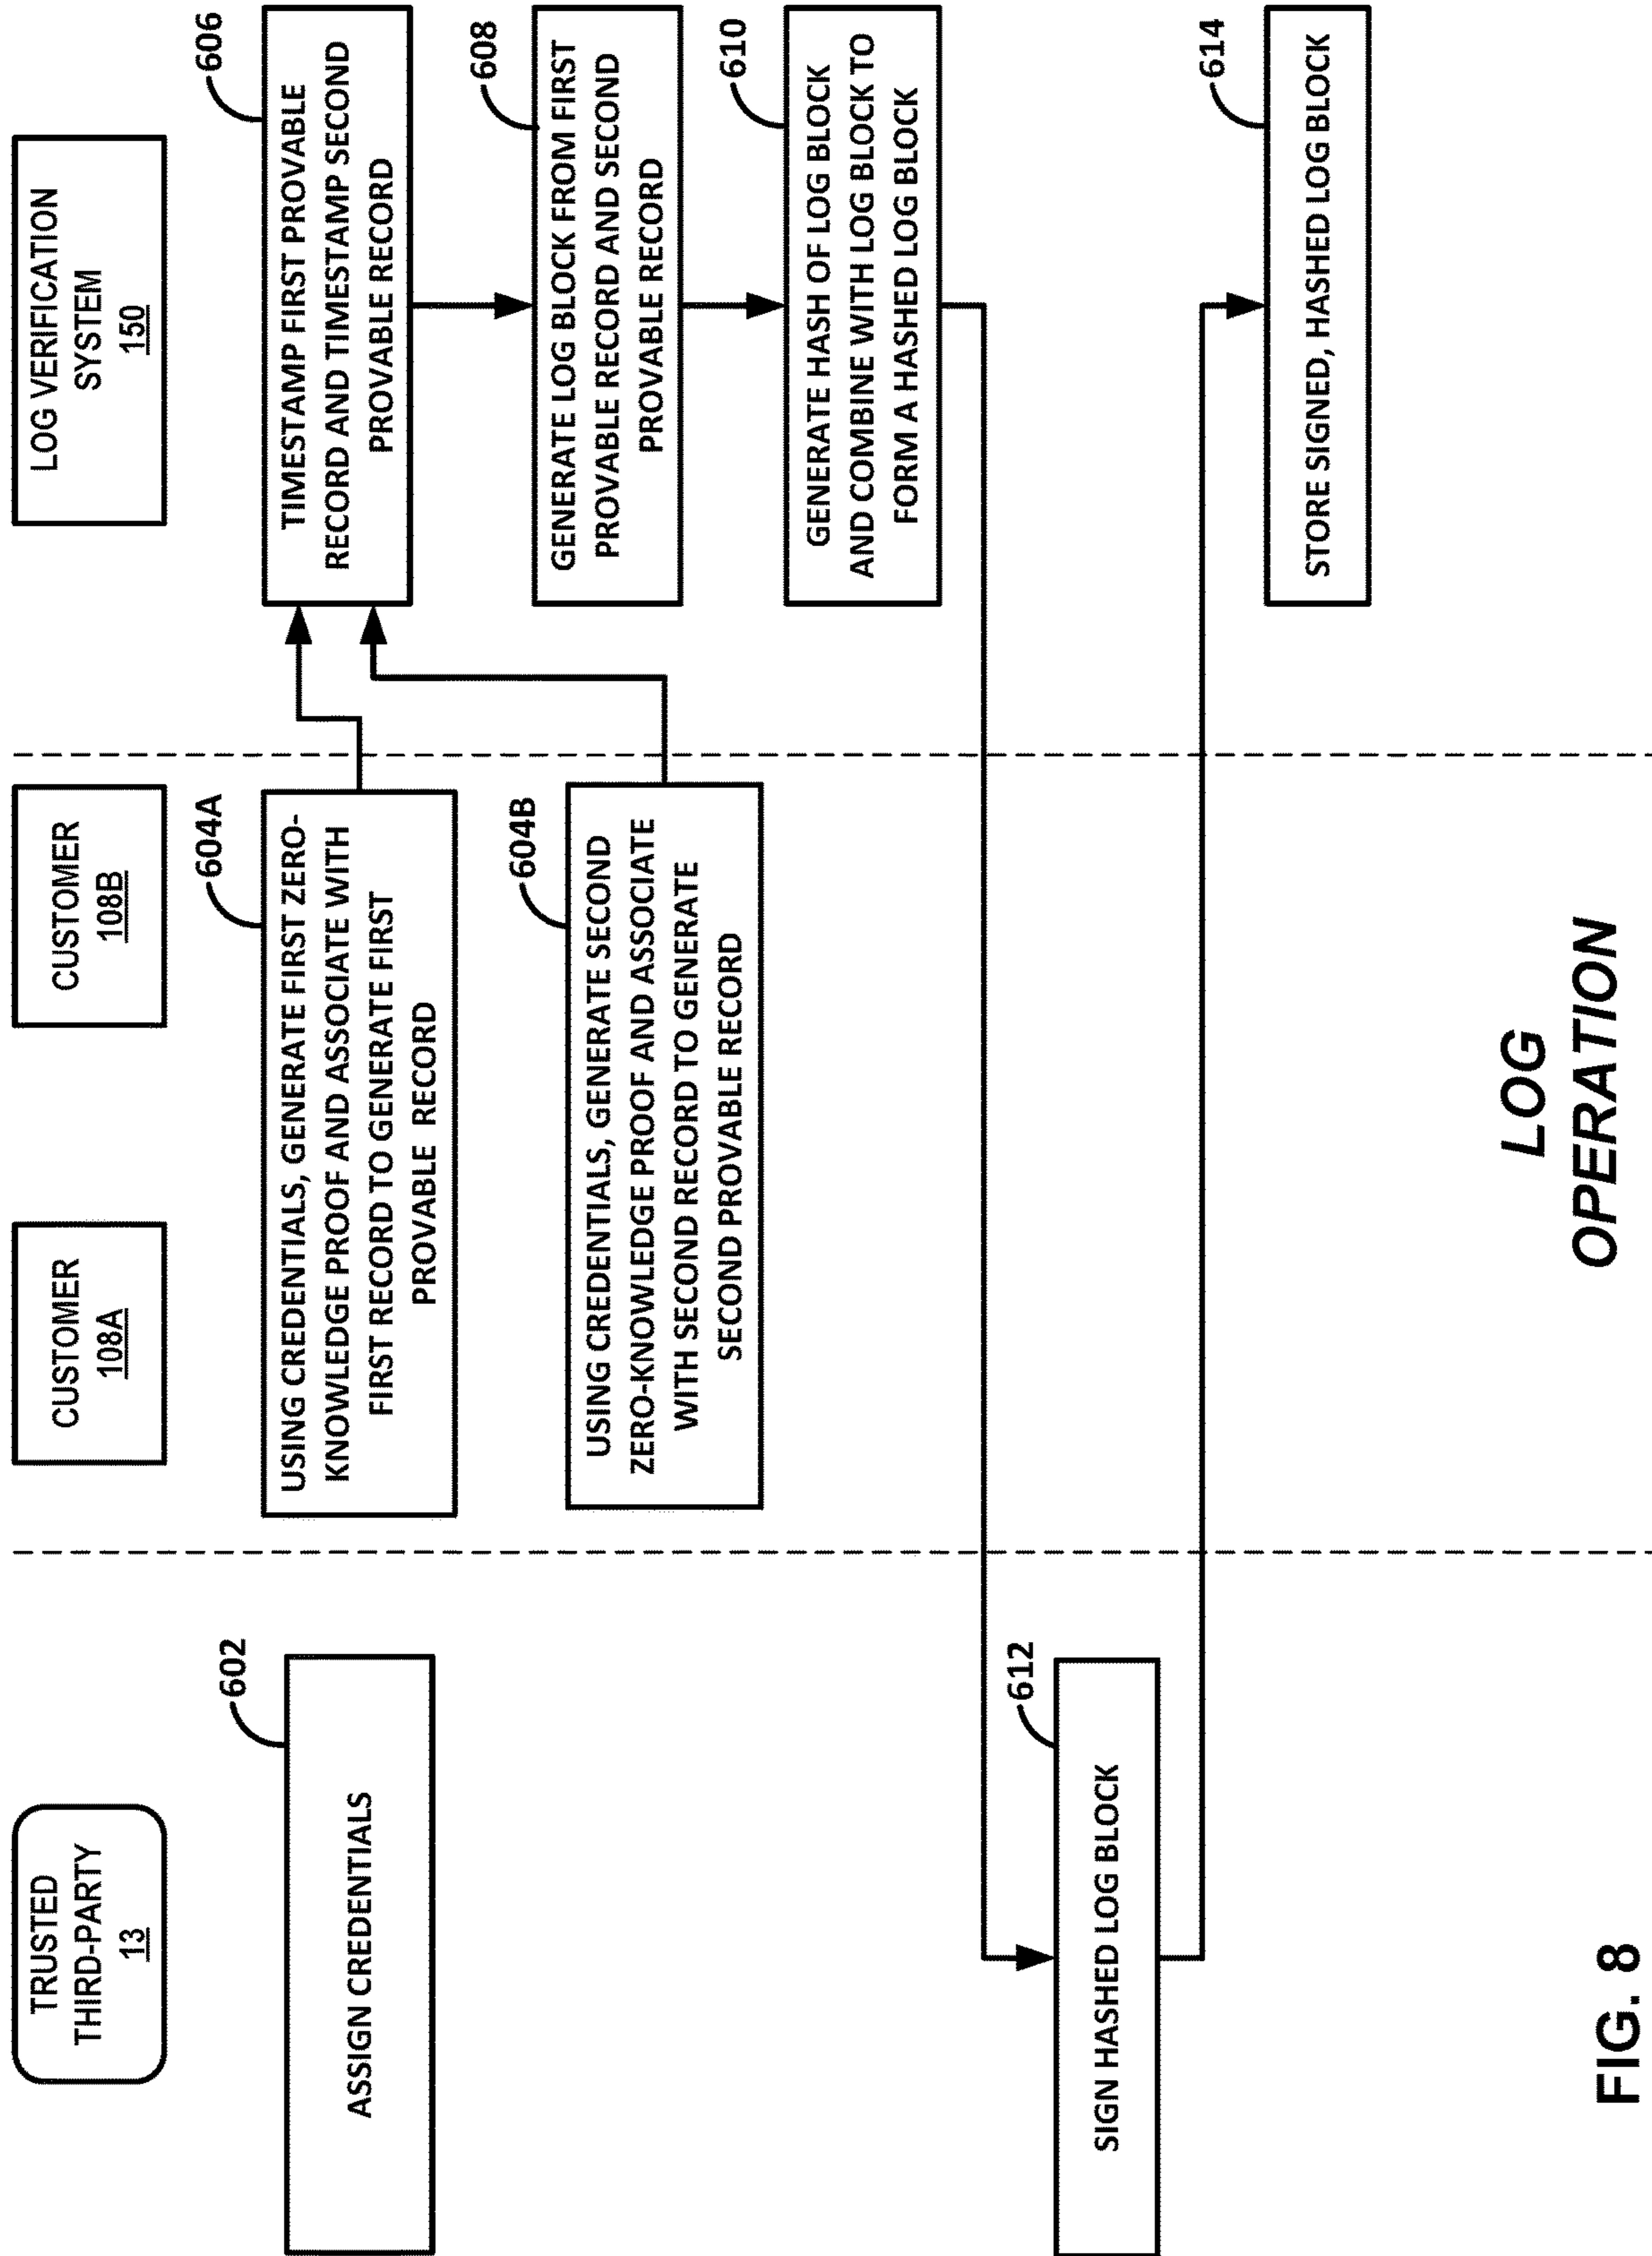 TRUSTED
THIRD-PARTY
13
CUSTOMER
108A
CUSTOMER
108B
LOG VERIFICATION
SYSTEM
150
602
ASSIGN CREDENTIALS
604A
USING CREDENTIALS, GENERATE FIRST ZERO-
KNOWLEDGE PROOF AND ASSOCIATE WITH
FIRST RECORD TO GENERATE FIRST
PROVABLE RECORD
606
TIMESTAMP FIRST PROVABLE
RECORD AND TIMESTAMP SECOND
PROVABLE RECORD
604B
USING CREDENTIALS, GENERATE SECOND
ZERO-KNOWLEDGE PROOF AND ASSOCIATE
WITH SECOND RECORD TO GENERATE
SECOND PROVABLE RECORD
608
GENERATE LOG BLOCK FROM FIRST
PROVABLE RECORD AND SECOND
PROVABLE RECORD
610
GENERATE HASH OF LOG BLOCK
AND COMBINE WITH LOG BLOCK TO
FORM A HASHED LOG BLOCK
612
SIGN HASHED LOG BLOCK
614
STORE SIGNED, HASHED LOG BLOCK
LOG
OPERATION
FIG. 8